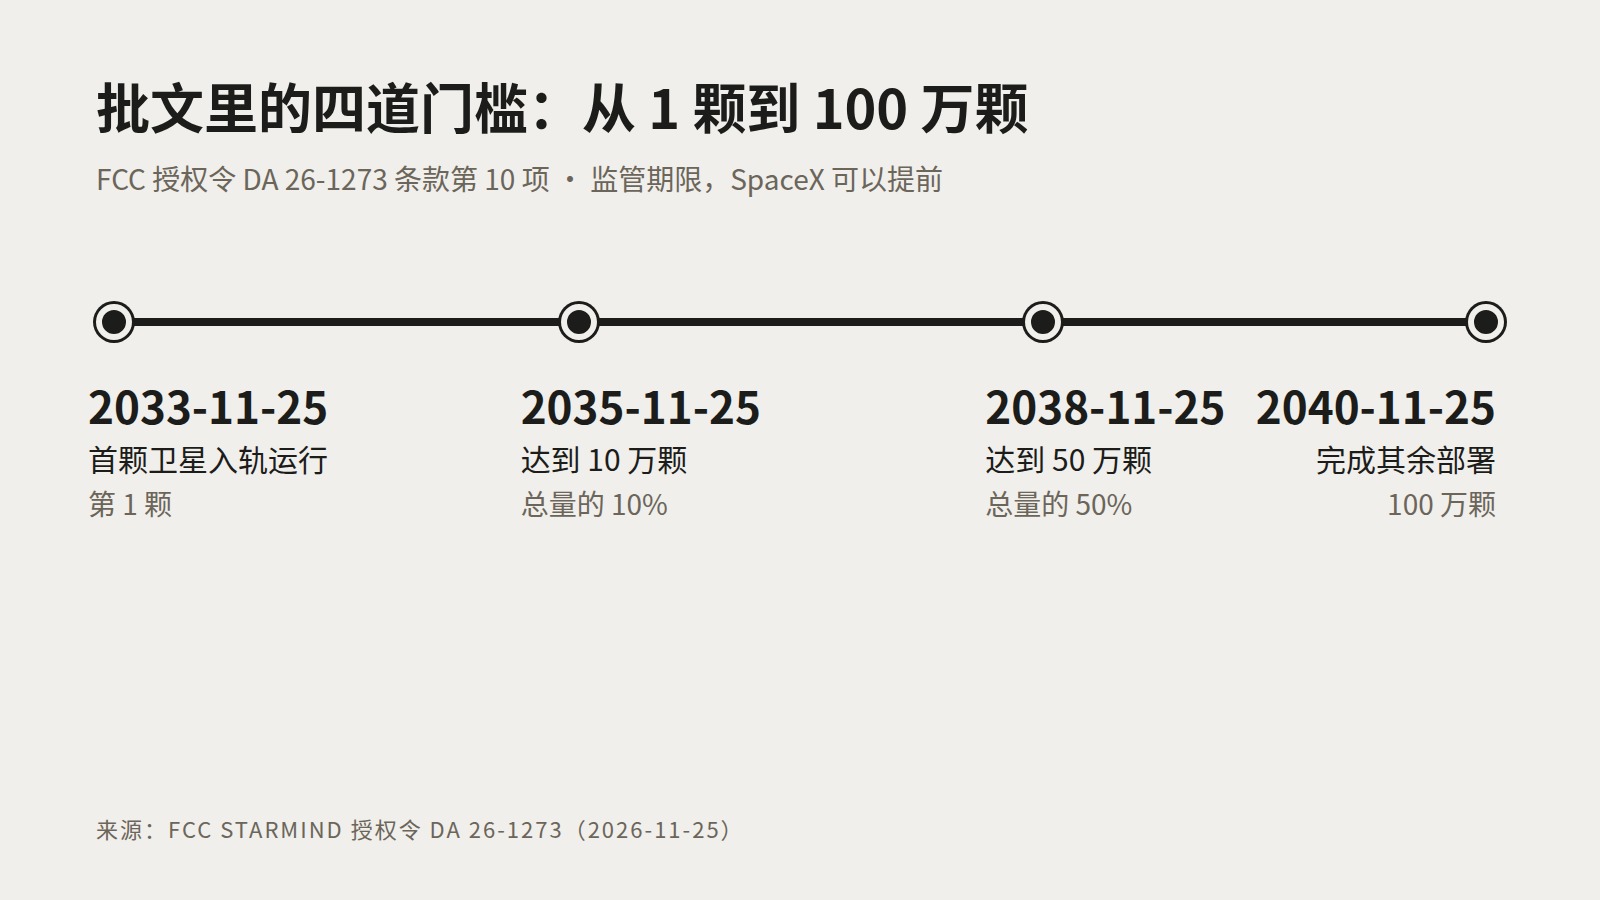 批文里的四道门槛：从 1 颗到 100 万颗
FCC 授权令 DA 26-1273 条款第 10 项 · 监管期限，SpaceX 可以提前
2033-11-25
首颗卫星入轨运行
第 1 颗
2035-11-25
达到 10 万颗
总量的 10%
2038-11-25
达到 50 万颗
总量的 50%
2040-11-25
完成其余部署
100 万颗
来源：FCC STARMIND 授权令 DA 26-1273（2026-11-25）